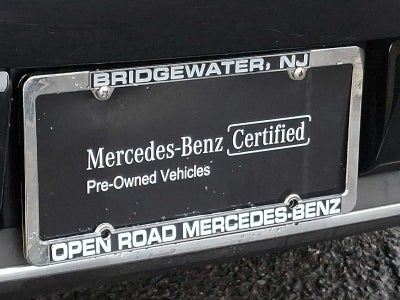 BRIDGEWATER, NJ
Mercedes-Benz Certified
Pre-Owned Vehicles
OPEN ROAD MERCEDES-BENZ